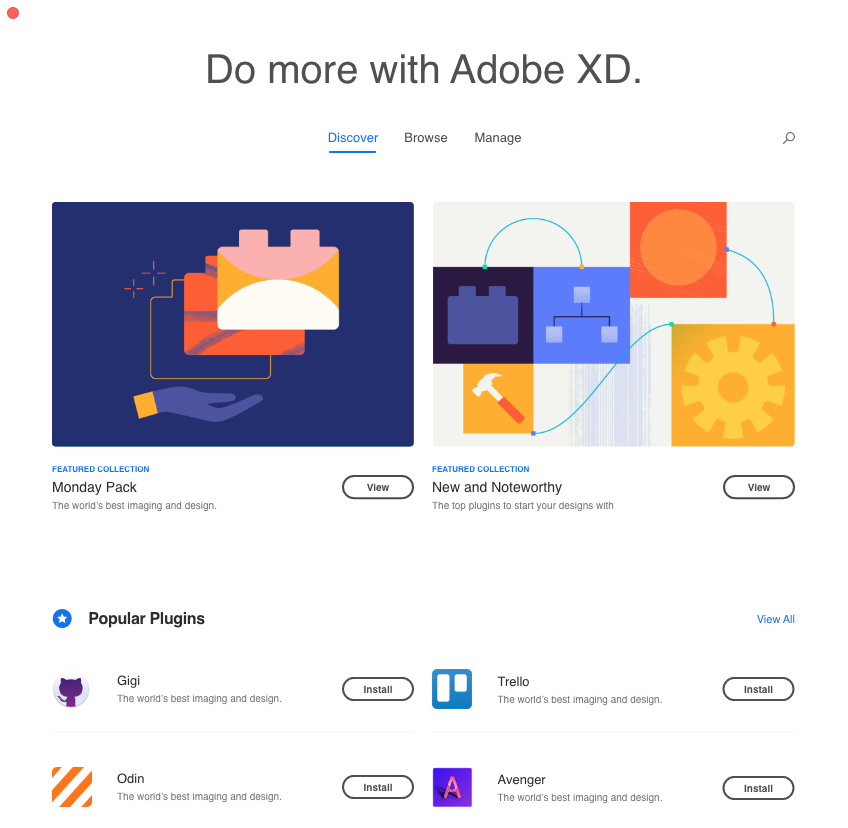 Do more with Adobe XD.
Discover Browse Manage
FEATURED COLLECTION
Monday Pack
The world's best imaging and design.
View
FEATURED COLLECTION
New and Noteworthy
The top plugins to start your designs with
View
Popular Plugins
View All
Gigi
The world's best imaging and design.
Install
Trello
The world's best imaging and design.
Install
Odin
The world's best imaging and design.
Install
A
Avenger
The world's best imaging and design.
Install